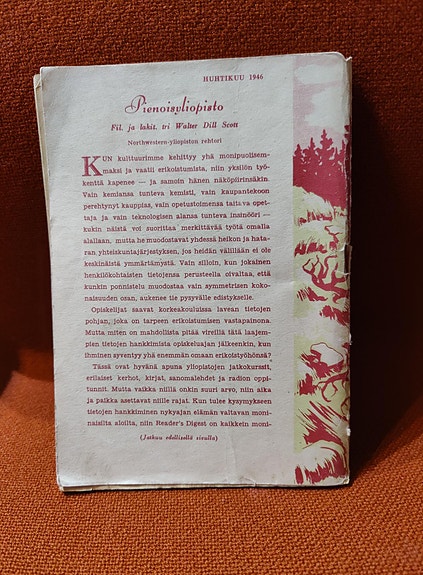 HUHTIKUU 1946
Pienoisyliopisto
Fil. ja lakit. tri Walter Dill Scott
Northwestern-yliopiston rehtori
KUN kulttuurimme kehittyy yhä monipuolisem-
maksi ja vaatii erikoistumista, niin yksilön työ-
kenttä kapenee — ja samoin hänen näköpiirinsäkin.
Vain kemiansa tunteva kemisti, vain kaupantekoon
perehtynyt kauppias, vain opetustoimensa taitava opet-
taja ja vain teknologisen alansa tunteva insinööri —
kukin näistä voi suorittaa merkittävää työtä omalla
alallaan, mutta he muodostavat yhdessä heikon ja hata-
ran yhteiskuntajärjestyksen, jos heidän välillään ei ole
keskinäistä ymmärtämystä. Vain silloin, kun jokainen
henkilökohtaisten tietojensa perusteella oivaltaa, että
kunkin ponnistelu muodostaa vain symmetrisen koko-
naisuuden osan, aukenee tie pysyvälle edistykselle.
Opiskelijat saavat korkeakouluissa lavean tietojen
pohjan, joka on tarpeen erikoistumisen vastapainona.
Mutta miten on mahdollista pitää vireillä tätä laajem-
pien tietojen hankkimista opiskeluajan jälkeenkin, kun
ihminen syventyy yhä enemmän omaan erikoistyöhönsä?
Tässä ovat hyvänä apuna yliopistojen jatkokurssit,
erilaiset kerhot, kirjat, sanomalehdet ja radion oppi-
tunnit. Mutta vaikka niillä onkin suuri arvo, niin aika
ja paikka asettavat niille rajat. Kun tulee kysymykseen
tietojen hankkiminen nykyajan elämän valtavan moni-
naisilta aloilta, niin Reader's Digest on kaikkein moni-
(Jatkuu edellisellä sivulla)